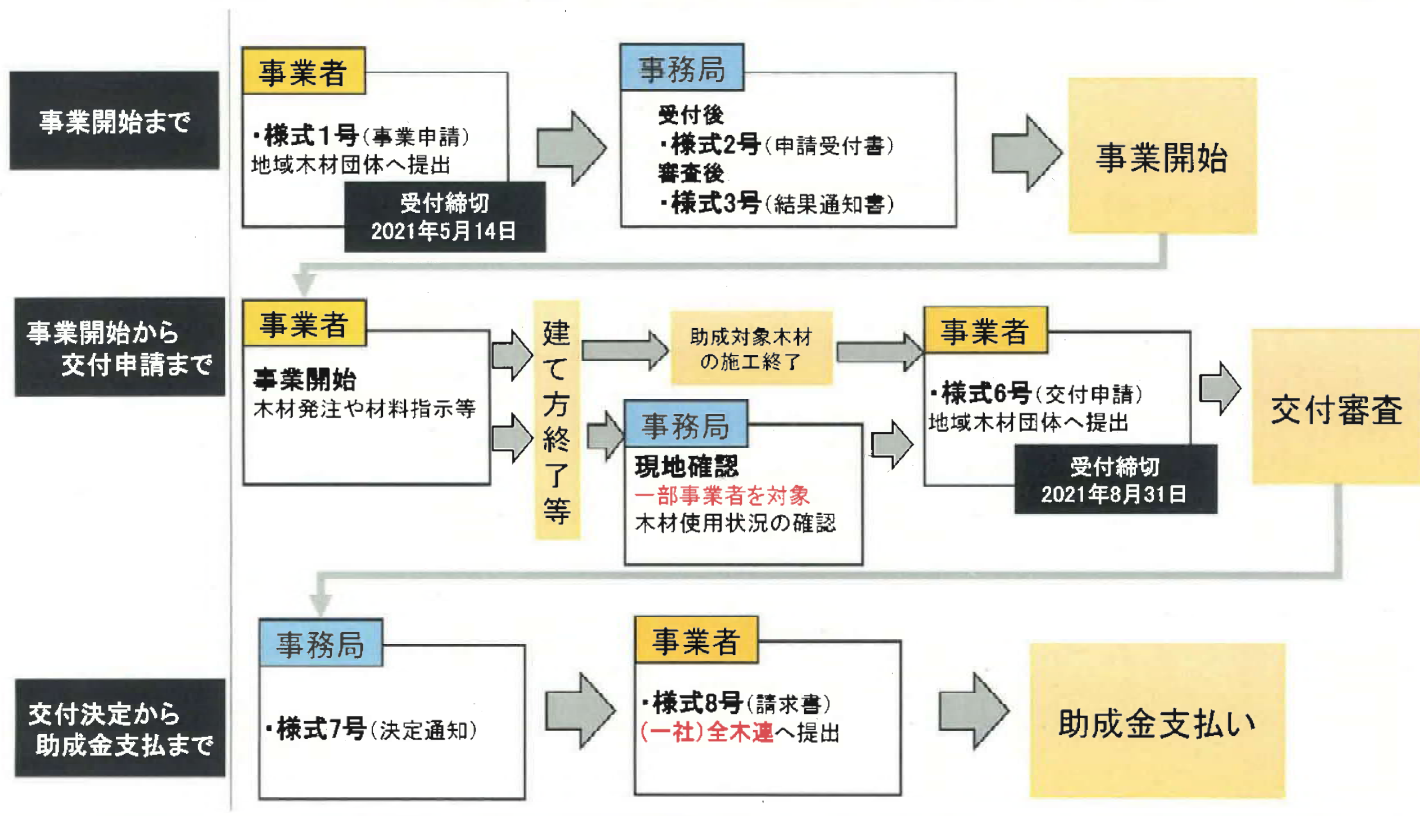 事業開始まで
事業者
・様式1号(事業申請)
地域木材団体へ提出
受付締切
2021年5月14日
事務局
受付後
・様式2号(申請受付書)
審査後
・様式3号(結果通知書)
事業開始
事業開始から
交付申請まで
事業者
事業開始
木材発注や材料指示等
建て方終了等
助成対象木材
の施工終了
事務局
現地確認
一部事業者を対象
木材使用状況の確認
事業者
・様式6号(交付申請)
地域木材団体へ提出
受付締切
2021年8月31日
交付審査
交付決定から
助成金支払まで
事務局
・様式7号(決定通知)
事業者
・様式8号(請求書)
(一社)全木連へ提出
助成金支払い